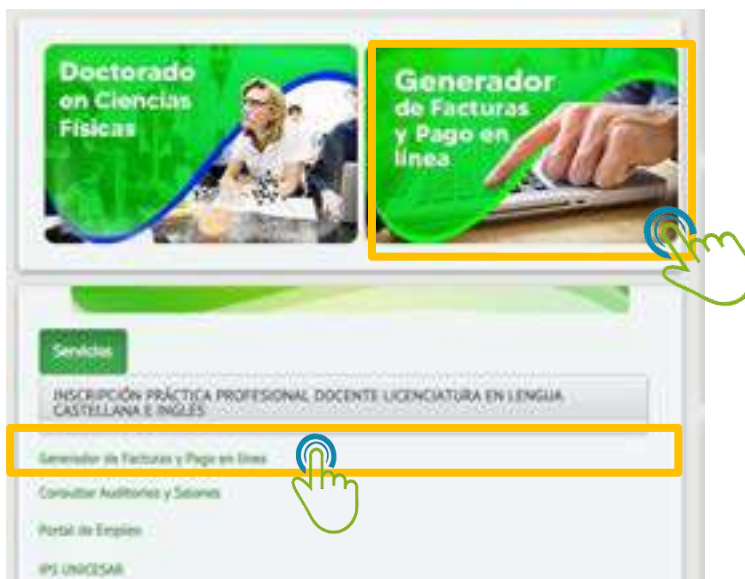 Doctorado
en Ciencias
Físicas
Generador
de Facturas
y Pago en
línea
Servicios
INSCRIPCIÓN PRÁCTICA PROFESIONAL DOCENTE LICENCIATURA EN LENGUA
CASTELLANA E INGLÉS
Generador de Facturas y Pago en línea
Consultar Auditorios y Salones
Portal de Empleo
IPS UNICESAR